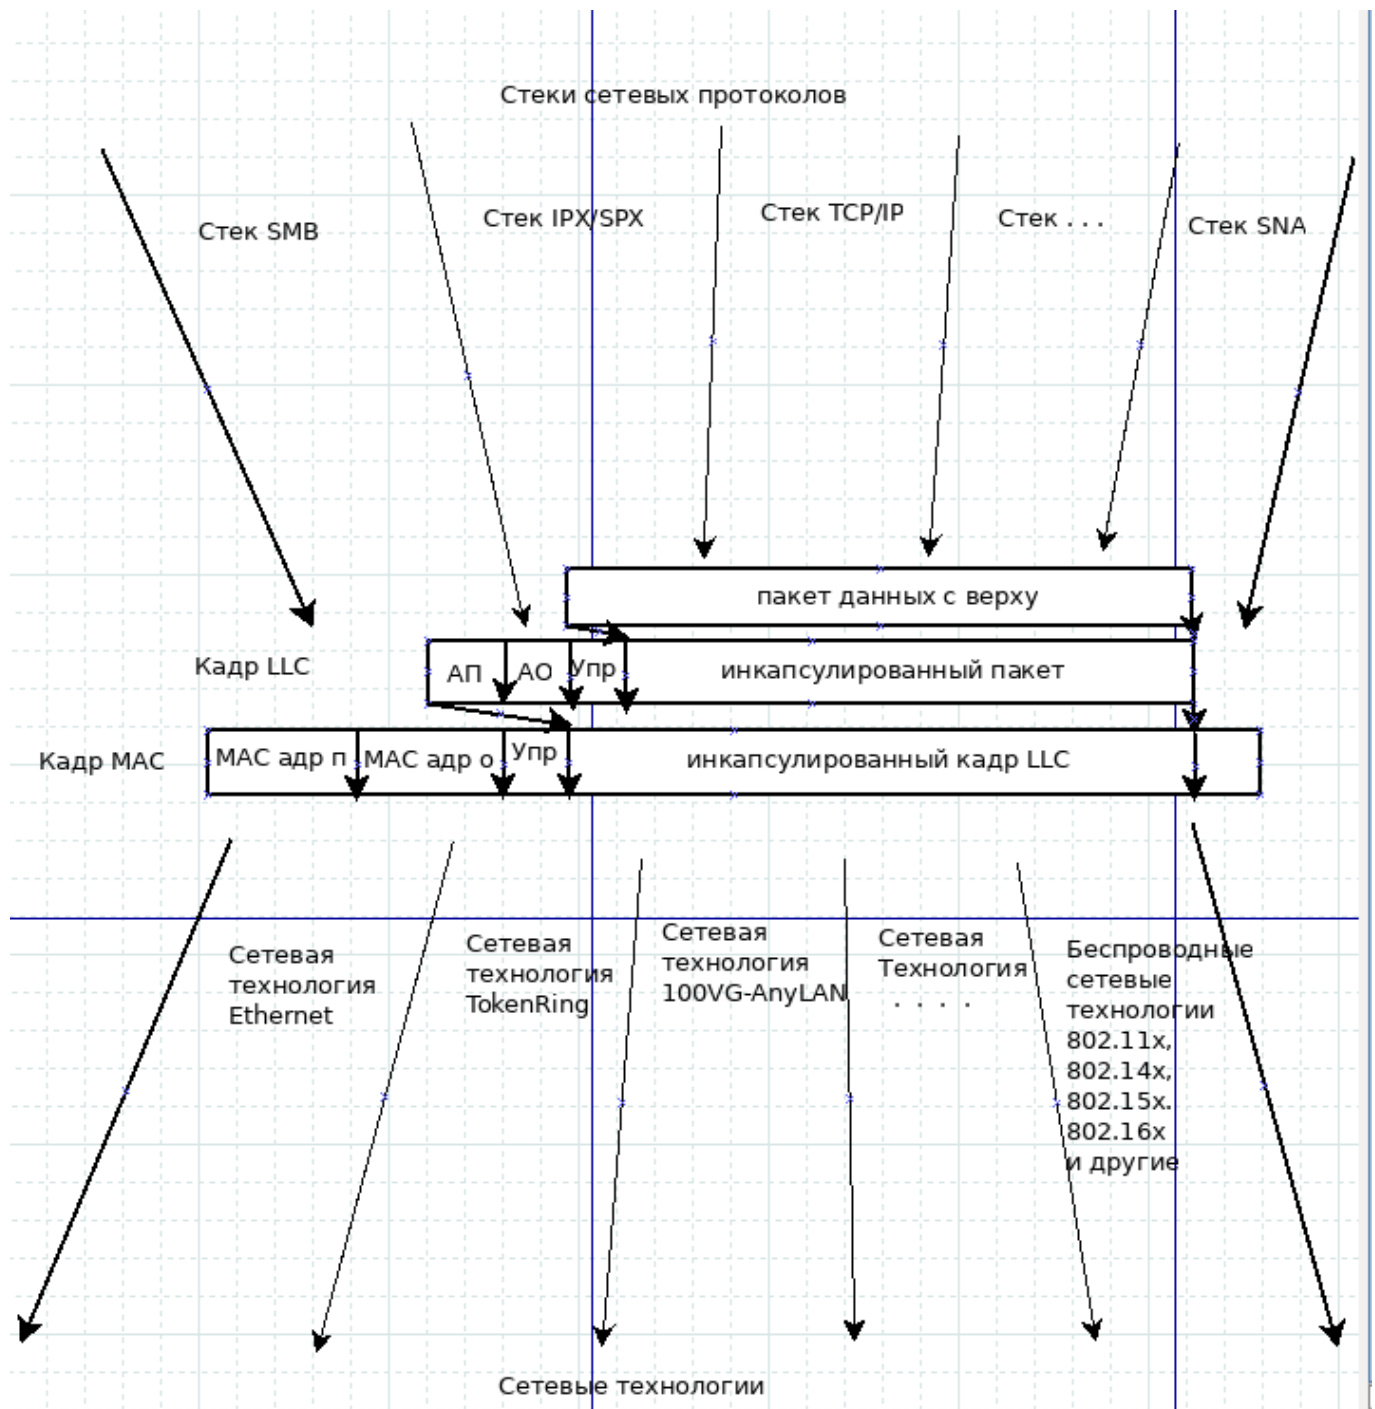 Стеки сетевых протоколов
Стек SMB
Стек IPX/SPX
Стек TCP/IP
Стек . . .
Стек SNA
пакет данных с верху
Кадр LLC
АП
АО
Упр
инкапсулированный пакет
Кадр MAC
MAC адр п
MAC адр о
Упр
инкапсулированный кадр LLC
Сетевая
технология
Ethernet
Сетевая
технология
TokenRing
Сетевая
технология
100VG-AnyLAN
Сетевая
Технология
. . . .
Беспроводные
сетевые
технологии
802.11x,
802.14x,
802.15x.
802.16x
и другие
Сетевые технологии